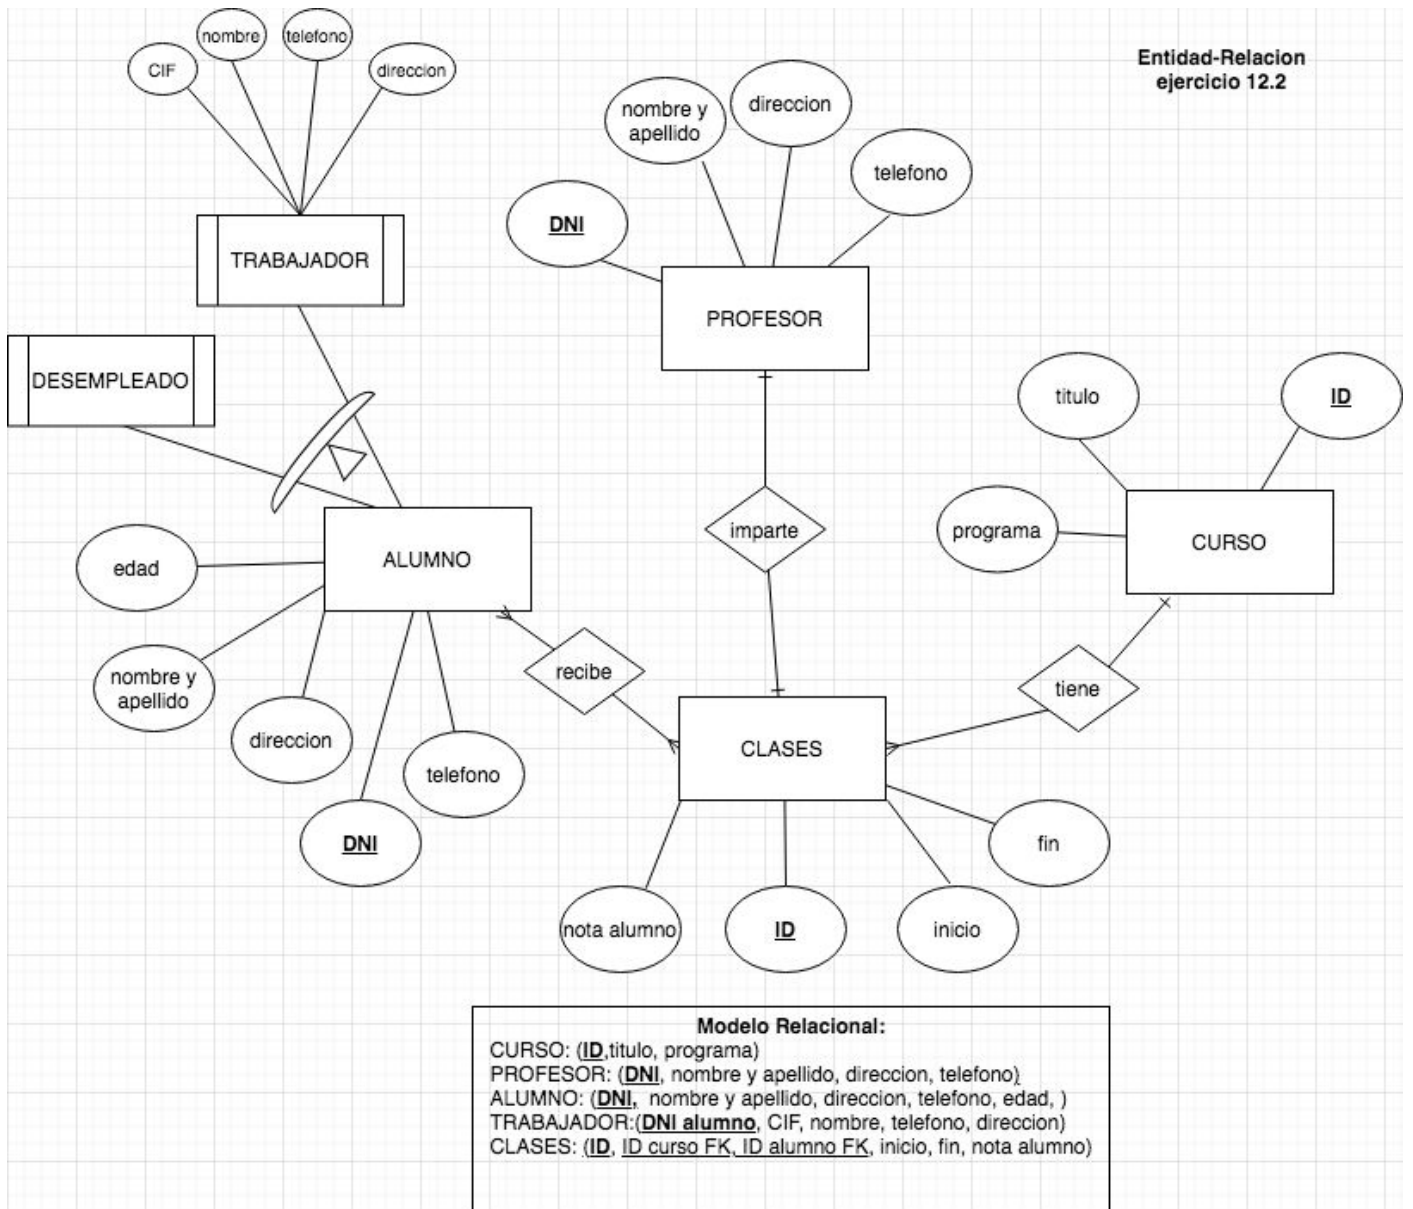 Entidad-Relacion
ejercicio 12.2
CIF
nombre
telefono
direccion
TRABAJADOR
DESEMPLEADO
nombre y
apellido
direccion
telefono
DNI
PROFESOR
titulo
ID
programa
CURSO
imparte
ALUMNO
edad
nombre y
apellido
direccion
DNI
telefono
recibe
tiene
CLASES
nota alumno
ID
inicio
fin
Modelo Relacional:
CURSO: (ID,titulo, programa)
PROFESOR: (DNI, nombre y apellido, direccion, telefono)
ALUMNO: (DNI, nombre y apellido, direccion, telefono, edad, )
TRABAJADOR:(DNI alumno, CIF, nombre, telefono, direccion)
CLASES: (ID, ID curso FK, ID alumno FK, inicio, fin, nota alumno)